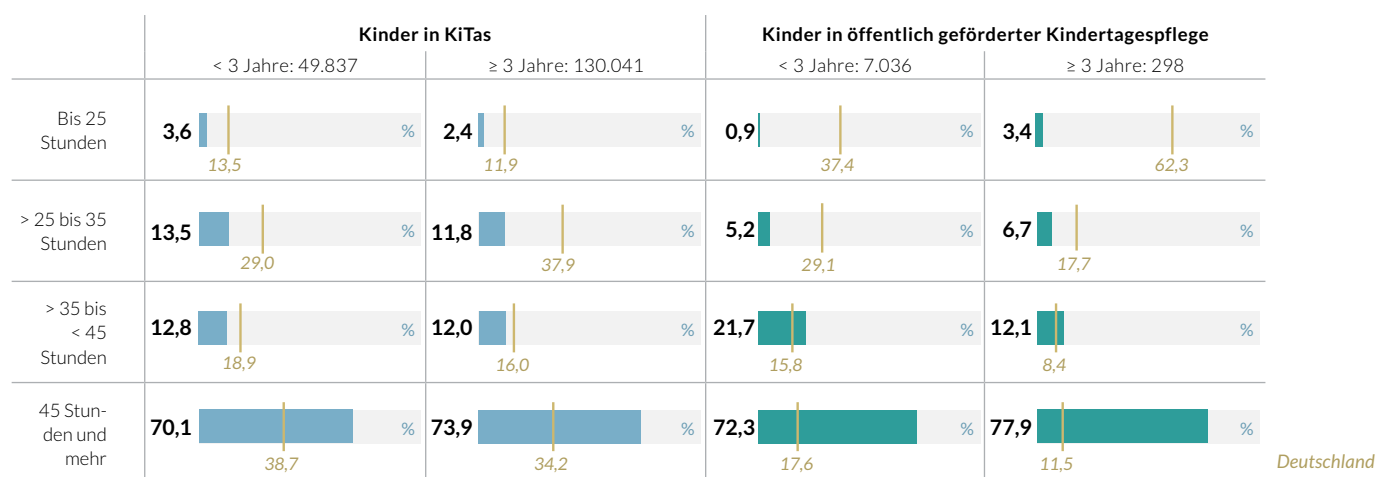 Kinder in KiTas
Kinder in öffentlich geförderter Kindertagespflege
< 3 Jahre: 49.837
≥ 3 Jahre: 130.041
< 3 Jahre: 7.036
≥ 3 Jahre: 298
Bis 25
Stunden
3,6 %
13,5
2,4 %
11,9
0,9 %
37,4
3,4 %
62,3
> 25 bis 35
Stunden
13,5 %
29,0
11,8 %
37,9
5,2 %
29,1
6,7 %
17,7
> 35 bis
< 45
Stunden
12,8 %
18,9
12,0 %
16,0
21,7 %
15,8
12,1 %
8,4
45 Stun-
den und
mehr
70,1 %
38,7
73,9 %
34,2
72,3 %
17,6
77,9 %
11,5
Deutschland